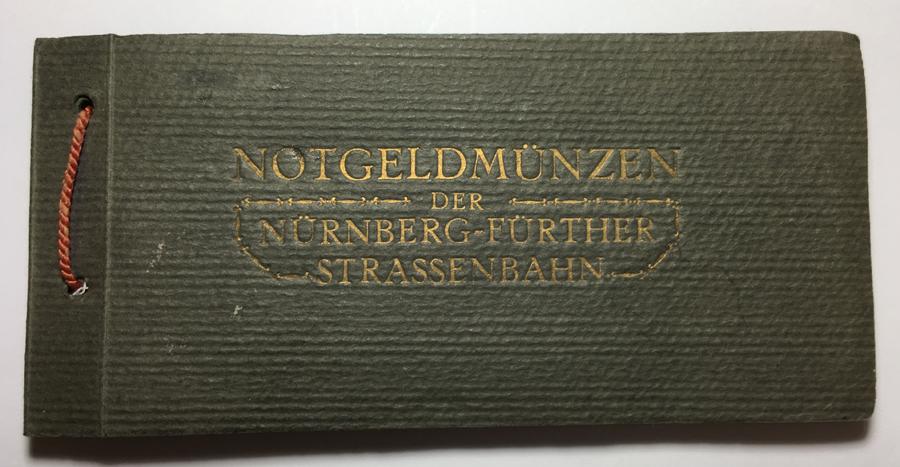 NOTGELDMÜNZEN
DER
NÜRNBERG-FÜRTHER
STRASSENBAHN